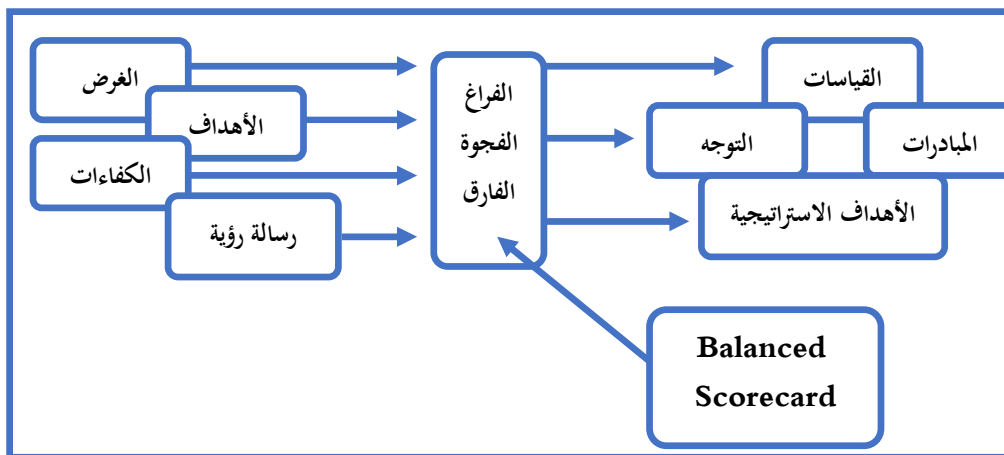 الغرض
الأهداف
الكفاءات
رسالة رؤية
الفراغ
الفجوة
الفارق
القياسات
المبادرات
التوجه
الأهداف الاستراتيجية
Balanced
Scorecard